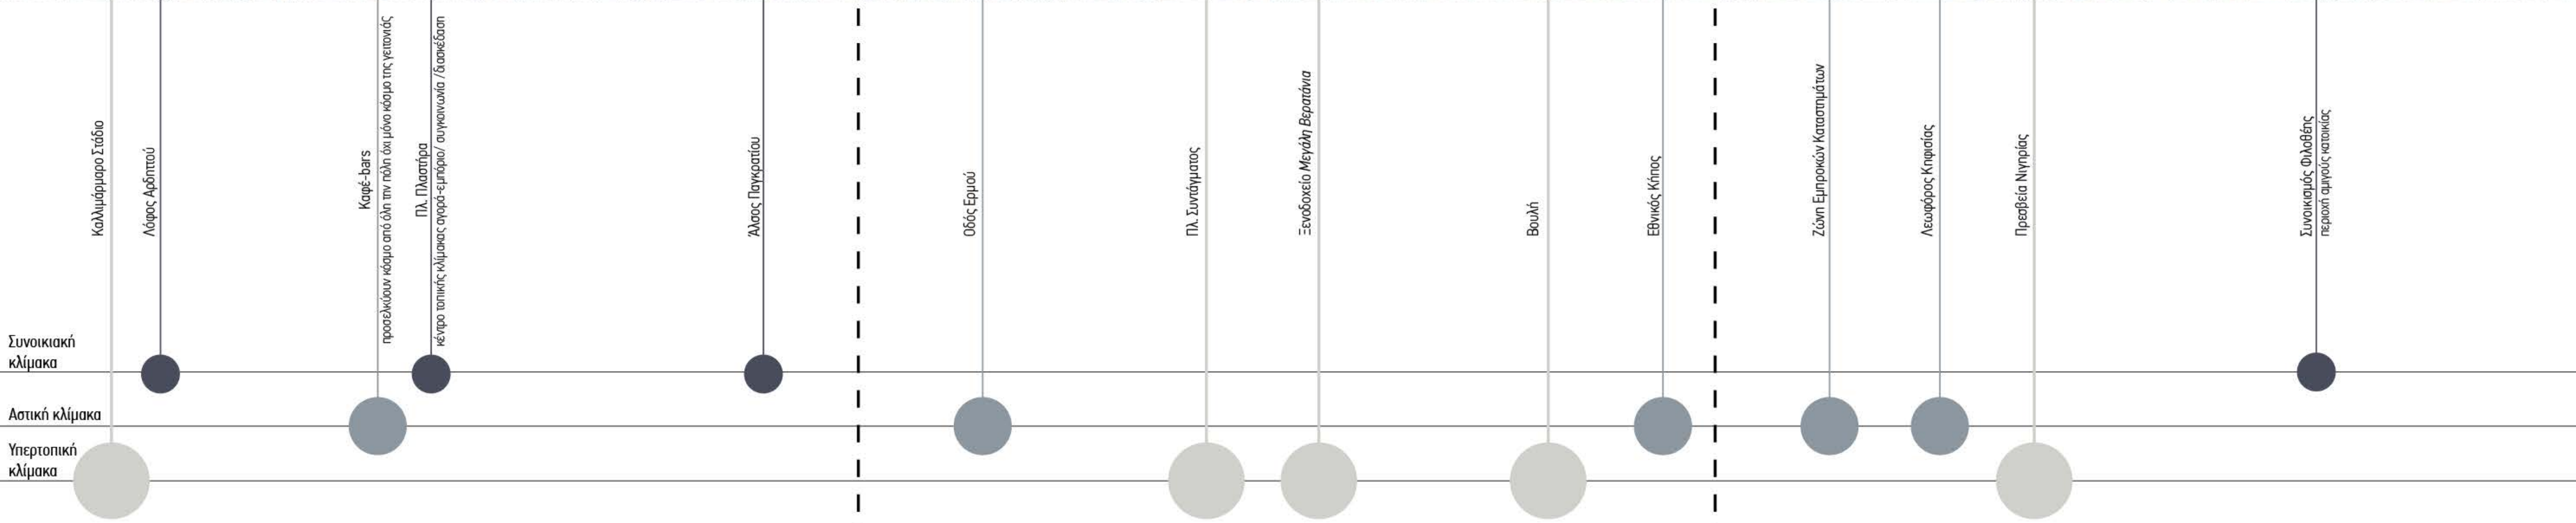 Καλλιμάρμαρο Στάδιο
Λόφος Αρδηττού
Καφέ-bars
προσελκύουν κόσμο από όλη την πόλη όχι μόνο κόσμο της γειτονιάς
Πλ. Πλαστήρα
κέντρο τοπικής κλίμακας αγορά-εμπόριο/ συγκοινωνία /διασκέδαση
Άλσος Παγκρατίου
Οδός Ερμού
Πλ. Συντάγματος
Ξενοδοχείο Μεγάλη Βερατάνια
Βουλή
Εθνικός Κήπος
Ζώνη Εμπροκών Καταστημάτων
Λεωφόρος Κηφισίας
Πρεσβεία Νιγηρίας
Συνοικισμός Φιλοθέης
περιοχή αμιγούς κατοικίας
Συνοικιακή
κλίμακα
Αστική κλίμακα
Υπερτοπική
κλίμακα